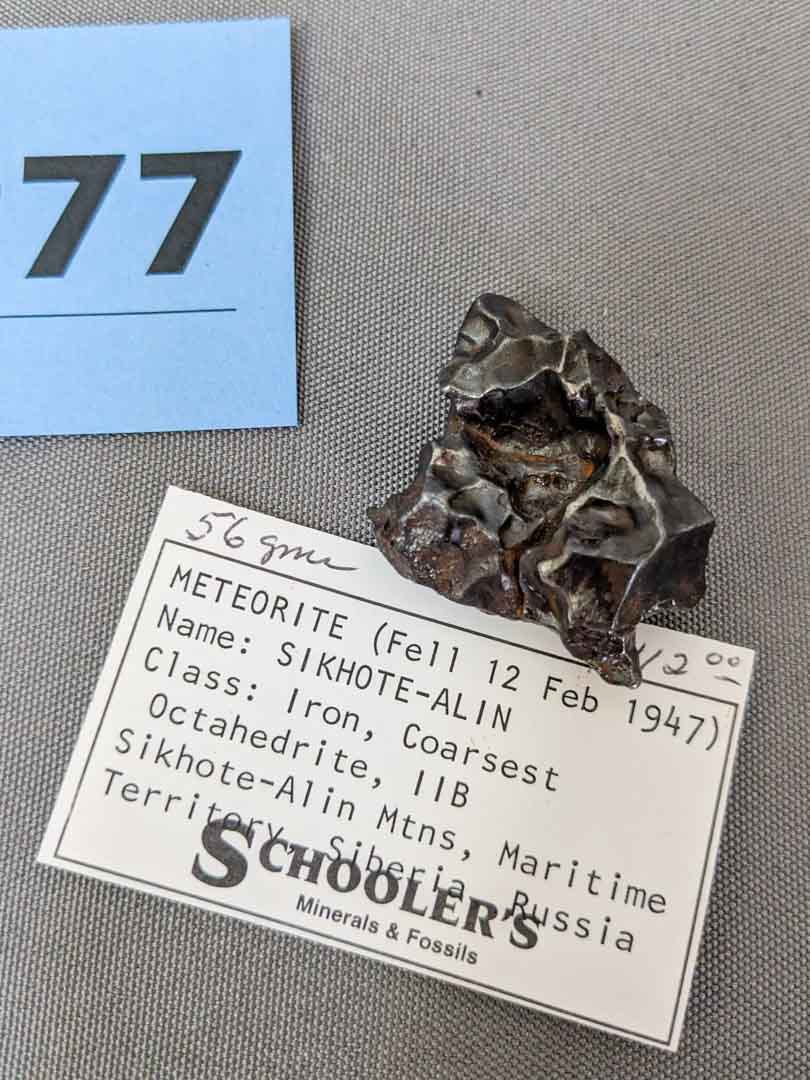 77
56 gms
METEORITE (Fell 12 Feb 1947)
Name: SIKHOTE-ALIN
Class: Iron, Coarsest
Octahedrite, IIB
Sikhote-Alin Mtns, Maritime
Territory, Siberia, Russia
SCHOOLER'S
Minerals & Fossils